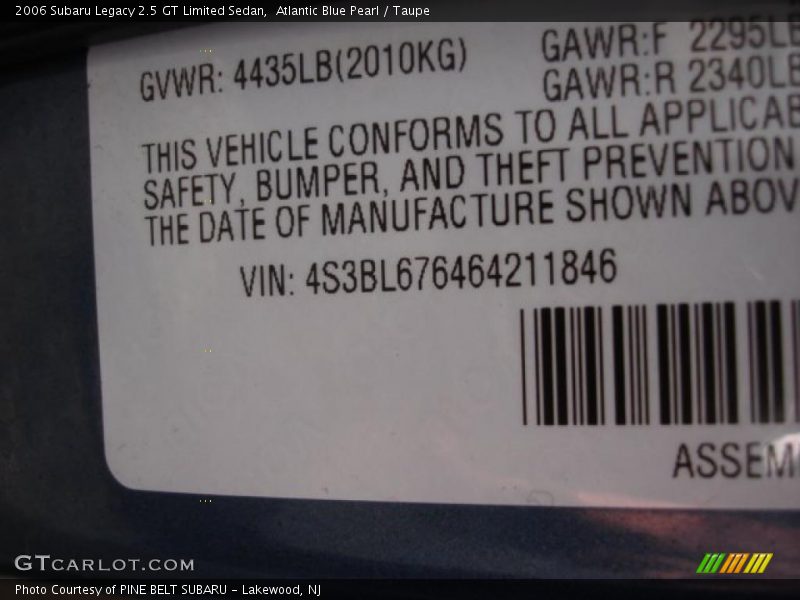 2006 Subaru Legacy 2.5 GT Limited Sedan,  Atlantic Blue Pearl / Taupe
GVWR: 4435LB(2010KG)
GAWR:F 2295LB
GAWR:R 2340LB
THIS VEHICLE CONFORMS TO ALL APPLICAB
SAFETY, BUMPER, AND THEFT PREVENTION
THE DATE OF MANUFACTURE SHOWN ABOV
VIN: 4S3BL676464211846
ASSEM
GTCARLOT.COM
Photo Courtesy of PINE BELT SUBARU - Lakewood, NJ